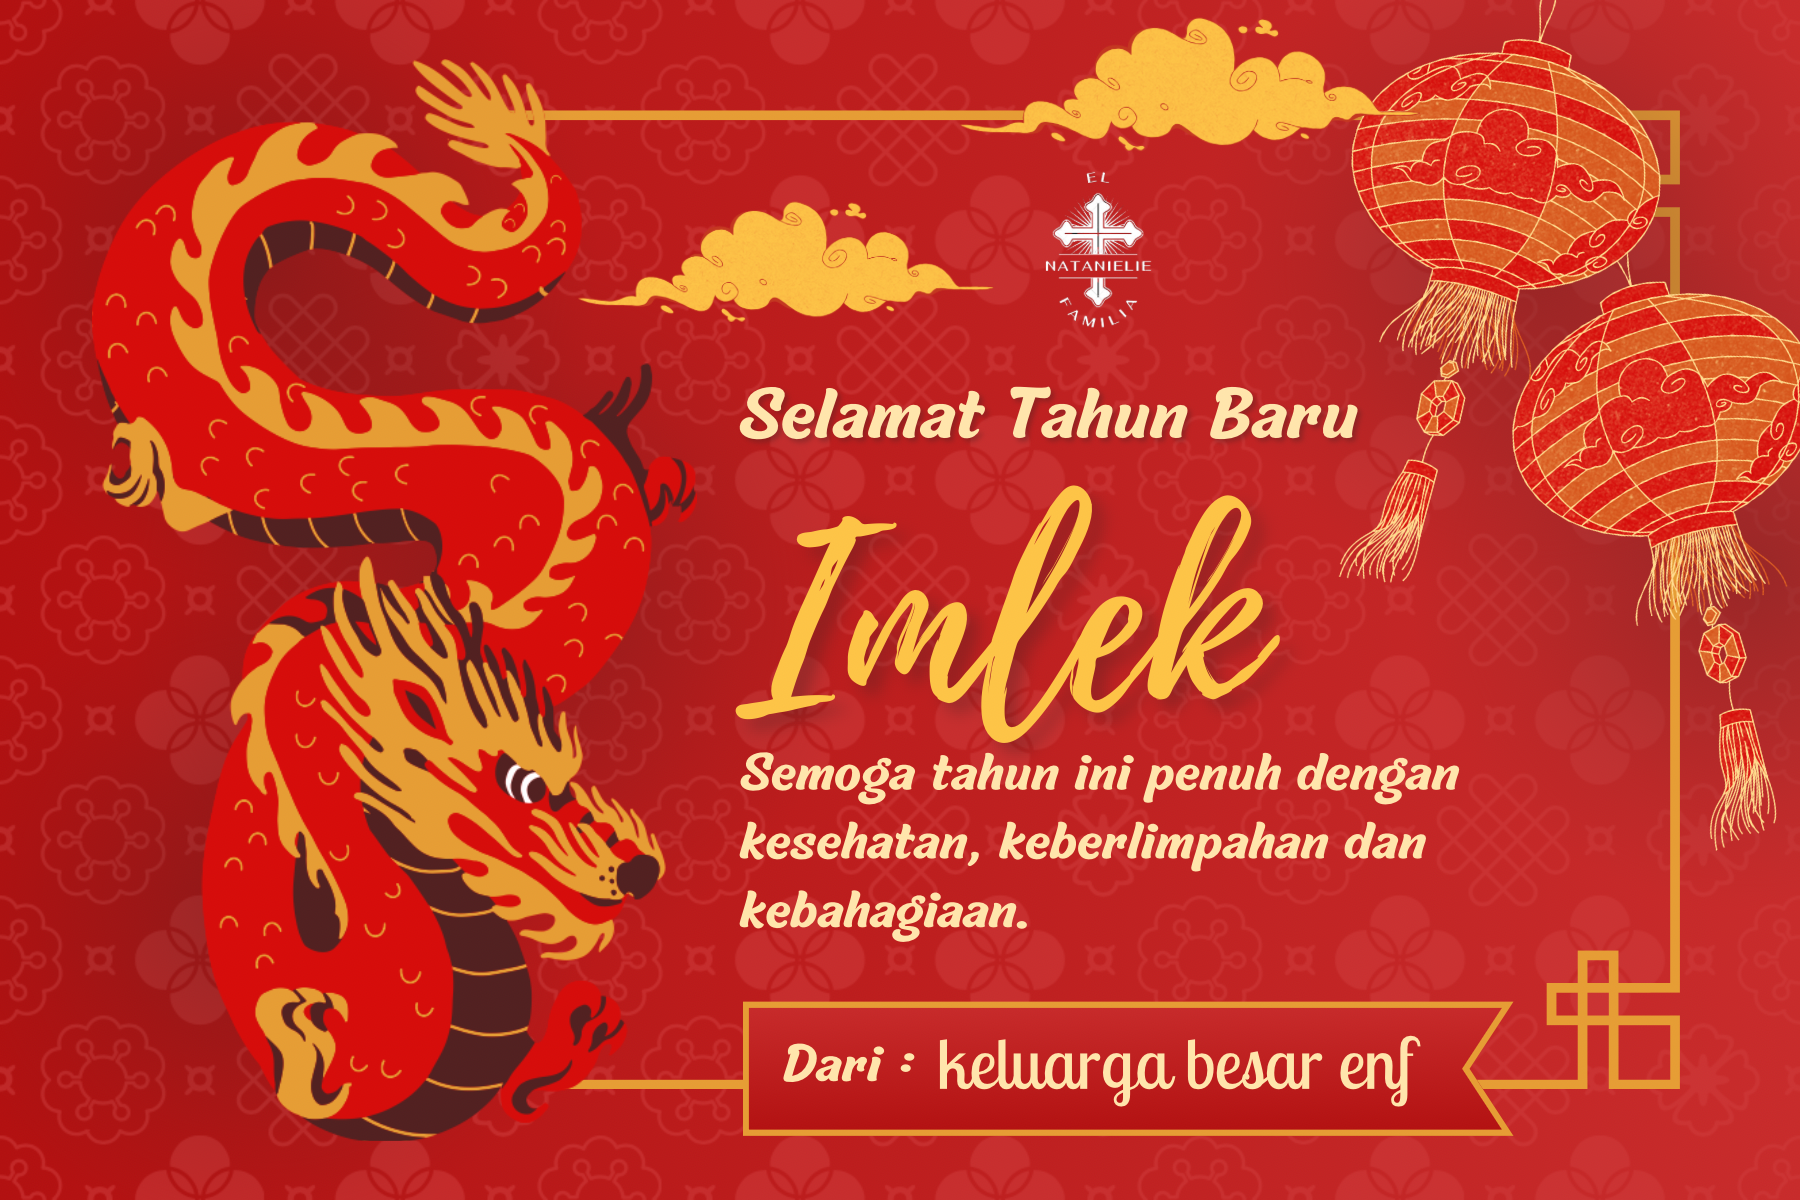 EL
NATANIELIE
FAMILIA
Selamat Tahun Baru
Imlek
Semoga tahun ini penuh dengan
kesehatan, keberlimpahan dan
kebahagiaan.
Dari : keluarga besar enf